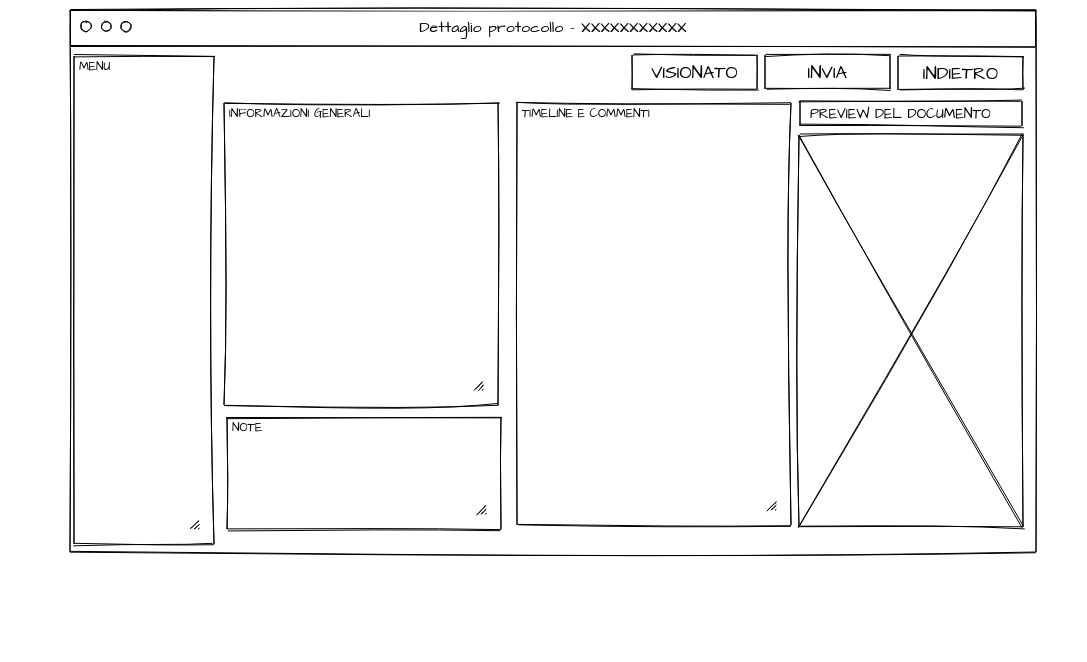 Dettaglio protocollo - XXXXXXXXXXX
MENU
VISIONATO
INVIA
INDIETRO
INFORMAZIONI GENERALI
TIMELINE E COMMENTI
PREVIEW DEL DOCUMENTO
NOTE